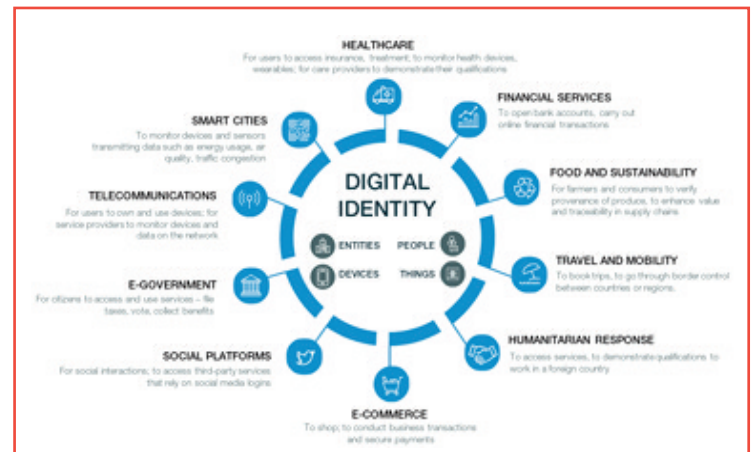 HEALTHCARE
For users to access insurance, treatment; to monitor health devices,
wearables; for care providers to demonstrate their qualifications
FINANCIAL SERVICES
To open bank accounts, carry out
online financial transactions
FOOD AND SUSTAINABILITY
For farmers and consumers to verify
provenance of produce, to enhance value
and traceability in supply chains
TRAVEL AND MOBILITY
To book trips, to go through border control
between countries or regions.
HUMANITARIAN RESPONSE
To access services, to demonstrate qualifications to
work in a foreign country
E-COMMERCE
To shop; to conduct business transactions
and secure payments
SOCIAL PLATFORMS
For social interactions; to access third-party services
that rely on social media logins
E-GOVERNMENT
For citizens to access and use services – file
taxes, vote, collect benefits
TELECOMMUNICATIONS
For users to own and use devices; for
service providers to monitor devices and
data on the network
SMART CITIES
To monitor devices and sensors
transmitting data such as energy usage, air
quality, traffic congestion
DIGITAL
IDENTITY
ENTITIES PEOPLE
DEVICES THINGS